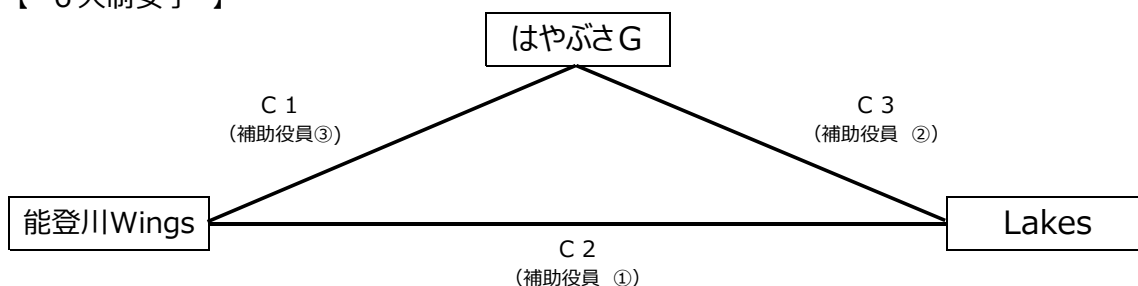 はやぶさG
C 1
(補助役員③)
C 3
(補助役員 ②)
能登川Wings
Lakes
C 2
(補助役員 ①)